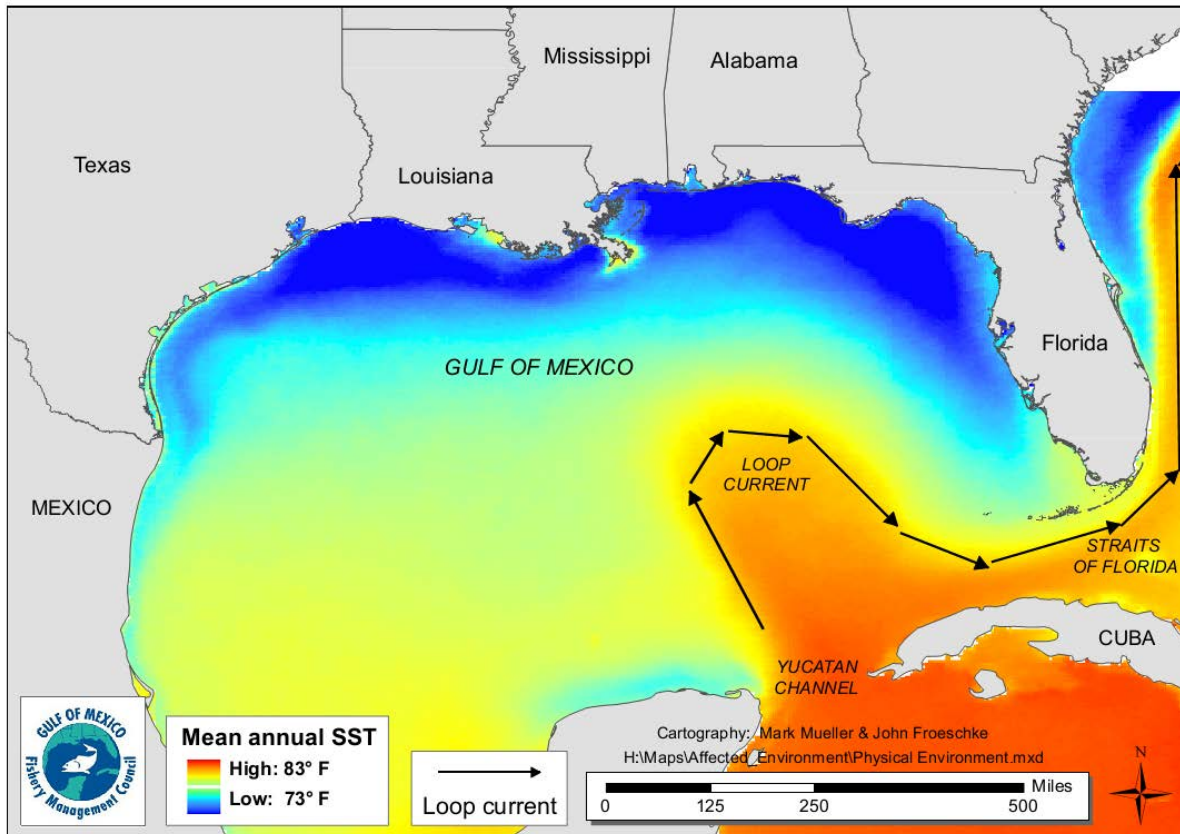 Mississippi
Alabama
Texas
Louisiana
GULF OF MEXICO
Florida
LOOP
CURRENT
MEXICO
STRAITS
OF FLORIDA
CUBA
YUCATAN
CHANNEL
GULF OF MEXICO
Fishery Management Council
Mean annual SST
High: 83° F
Low: 73° F
Loop current
Cartography: Mark Mueller & John Froeschke
H:\Maps\Affected_Environment\Physical Environment.mxd
Miles
0 125 250 500
N